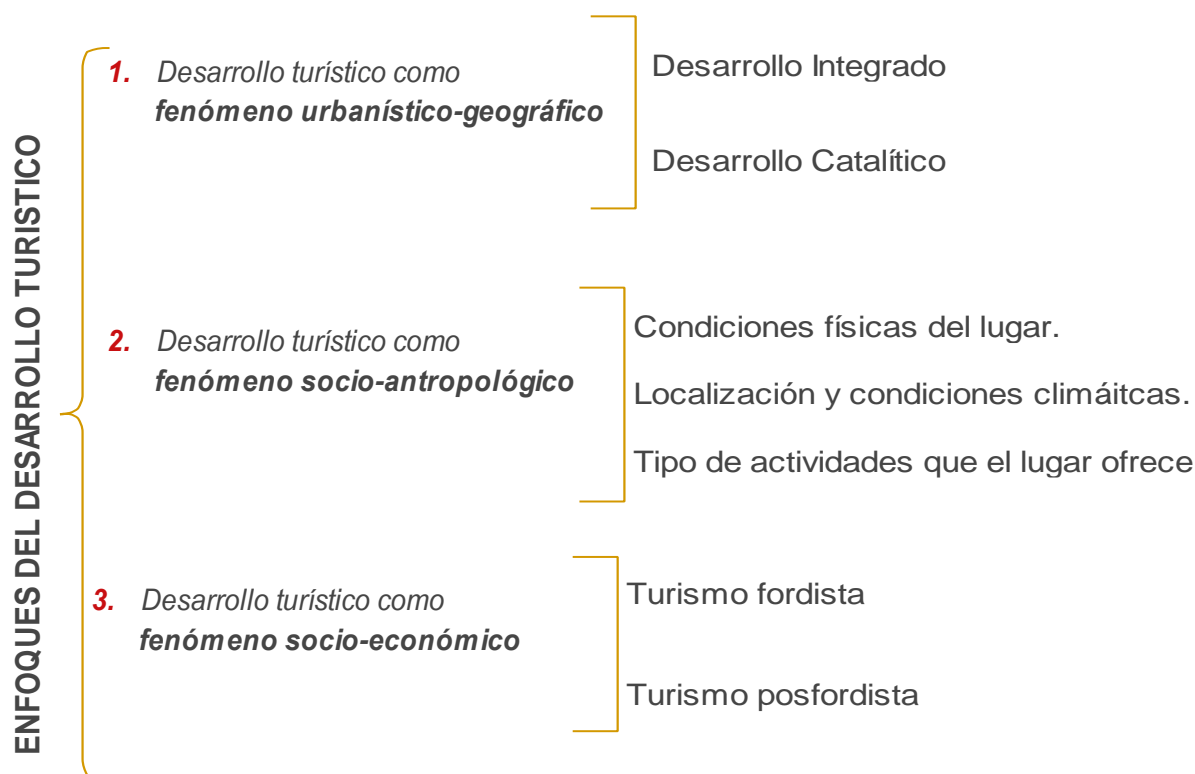 ENFOQUES DEL DESARROLLO TURISTICO
1. Desarrollo turístico como
fenómeno urbanístico-geográfico
Desarrollo Integrado
Desarrollo Catalítico
2. Desarrollo turístico como
fenómeno socio-antropológico
Condiciones físicas del lugar.
Localización y condiciones climáitcas.
Tipo de actividades que el lugar ofrece
3. Desarrollo turístico como
fenómeno socio-económico
Turismo fordista
Turismo posfordista